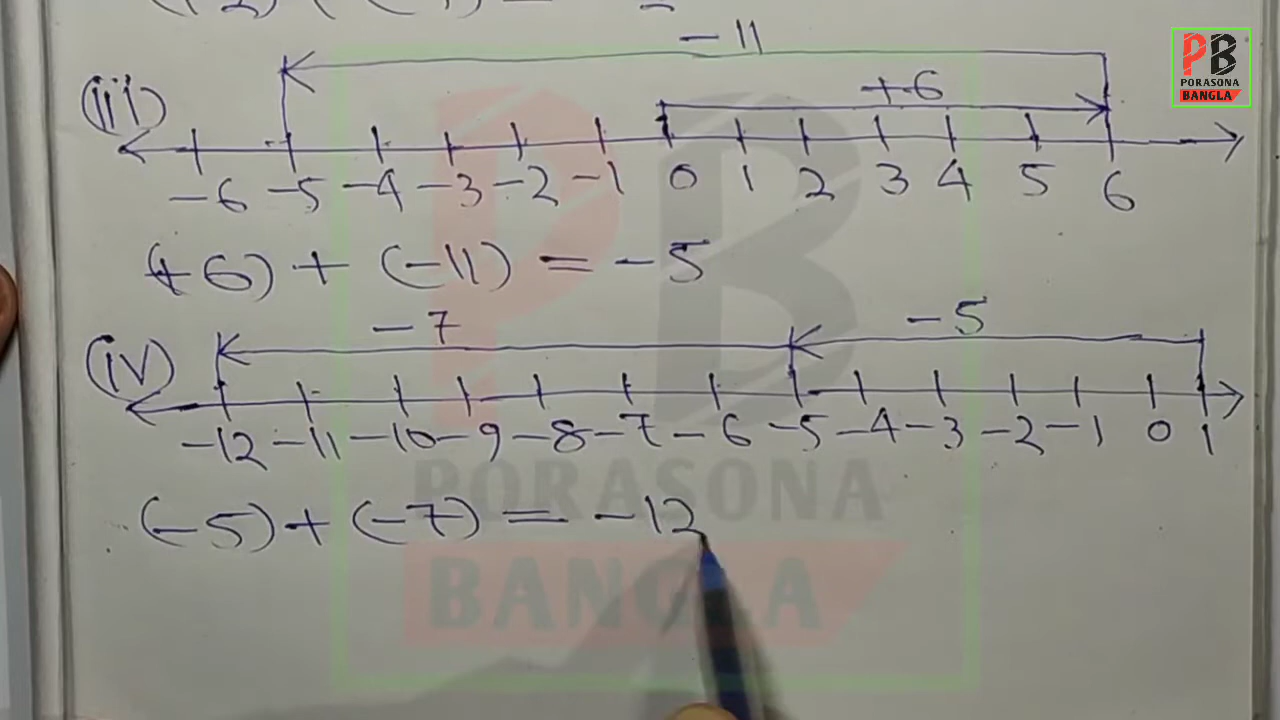 -11
(iii)
+6
-6 -5 -4 -3 -2 -1 0 1 2 3 4 5 6
(+6) + (-11) = -5
(iv)
-7 -5
-12 -11 -10 -9 -8 -7 -6 -5 -4 -3 -2 -1 0 1
(-5) + (-7) = -12
PB
PORASONA
BANGLA
PB
PORASONA
BANGLA